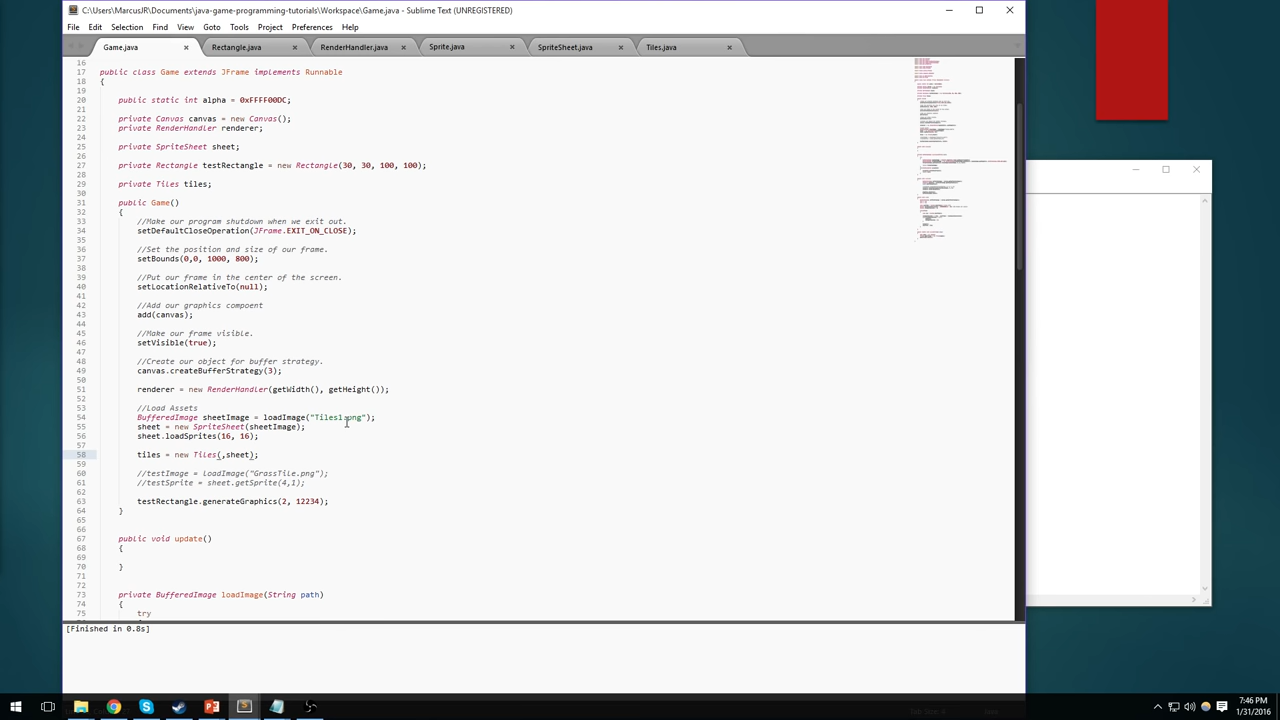 C:\Users\MarcusJR\Documents\java-game-programming-tutorials\Workspace\Game.java - Sublime Text (UNREGISTERED)
File Edit Selection Find View Goto Tools Project Preferences Help
Game.java Rectangle.java RenderHandler.java Sprite.java SpriteSheet.java Tiles.java
16
17 public class Game extends JFrame implements Runnable
18 {
19
20 public static int alpha = 0xFFFF00DC;
21
22 private Canvas canvas = new Canvas();
23 private RenderHandler renderer;
24
25 private SpriteSheet sheet;
26
27 private Rectangle testRectangle = new Rectangle(30, 30, 100, 100);
28
29 private Tiles tiles;
30
31 public Game()
32 {
33 //Make our program shutdown when we exit out.
34 setDefaultCloseOperation(JFrame.EXIT_ON_CLOSE);
35
36 //Set the position and size of our frame.
37 setBounds(0,0, 1000, 800);
38
39 //Put our frame in the center of the screen.
40 setLocationRelativeTo(null);
41
42 //Add our graphics compoent
43 add(canvas);
44
45 //Make our frame visible.
46 setVisible(true);
47
48 //Create our object for buffer strategy.
49 canvas.createBufferStrategy(3);
50
51 renderer = new RenderHandler(getWidth(), getHeight());
52
53 //Load Assets
54 BufferedImage sheetImage = loadImage("Tiles1.png");
55 sheet = new SpriteSheet(sheetImage);
56 sheet.loadSprites(16, 16);
57
58 tiles = new Tiles(,sheet);
59
60 //testImage = loadImage("GrassTile.png");
61 //testSprite = sheet.getSprite(4,1);
62
63 testRectangle.generateGraphics(2, 12234);
64 }
65
66
67 public void update()
68 {
69
70 }
71
72
73 private BufferedImage loadImage(String path)
74 {
75 try
[Finished in 0.8s]
7:46 PM
1/31/2016